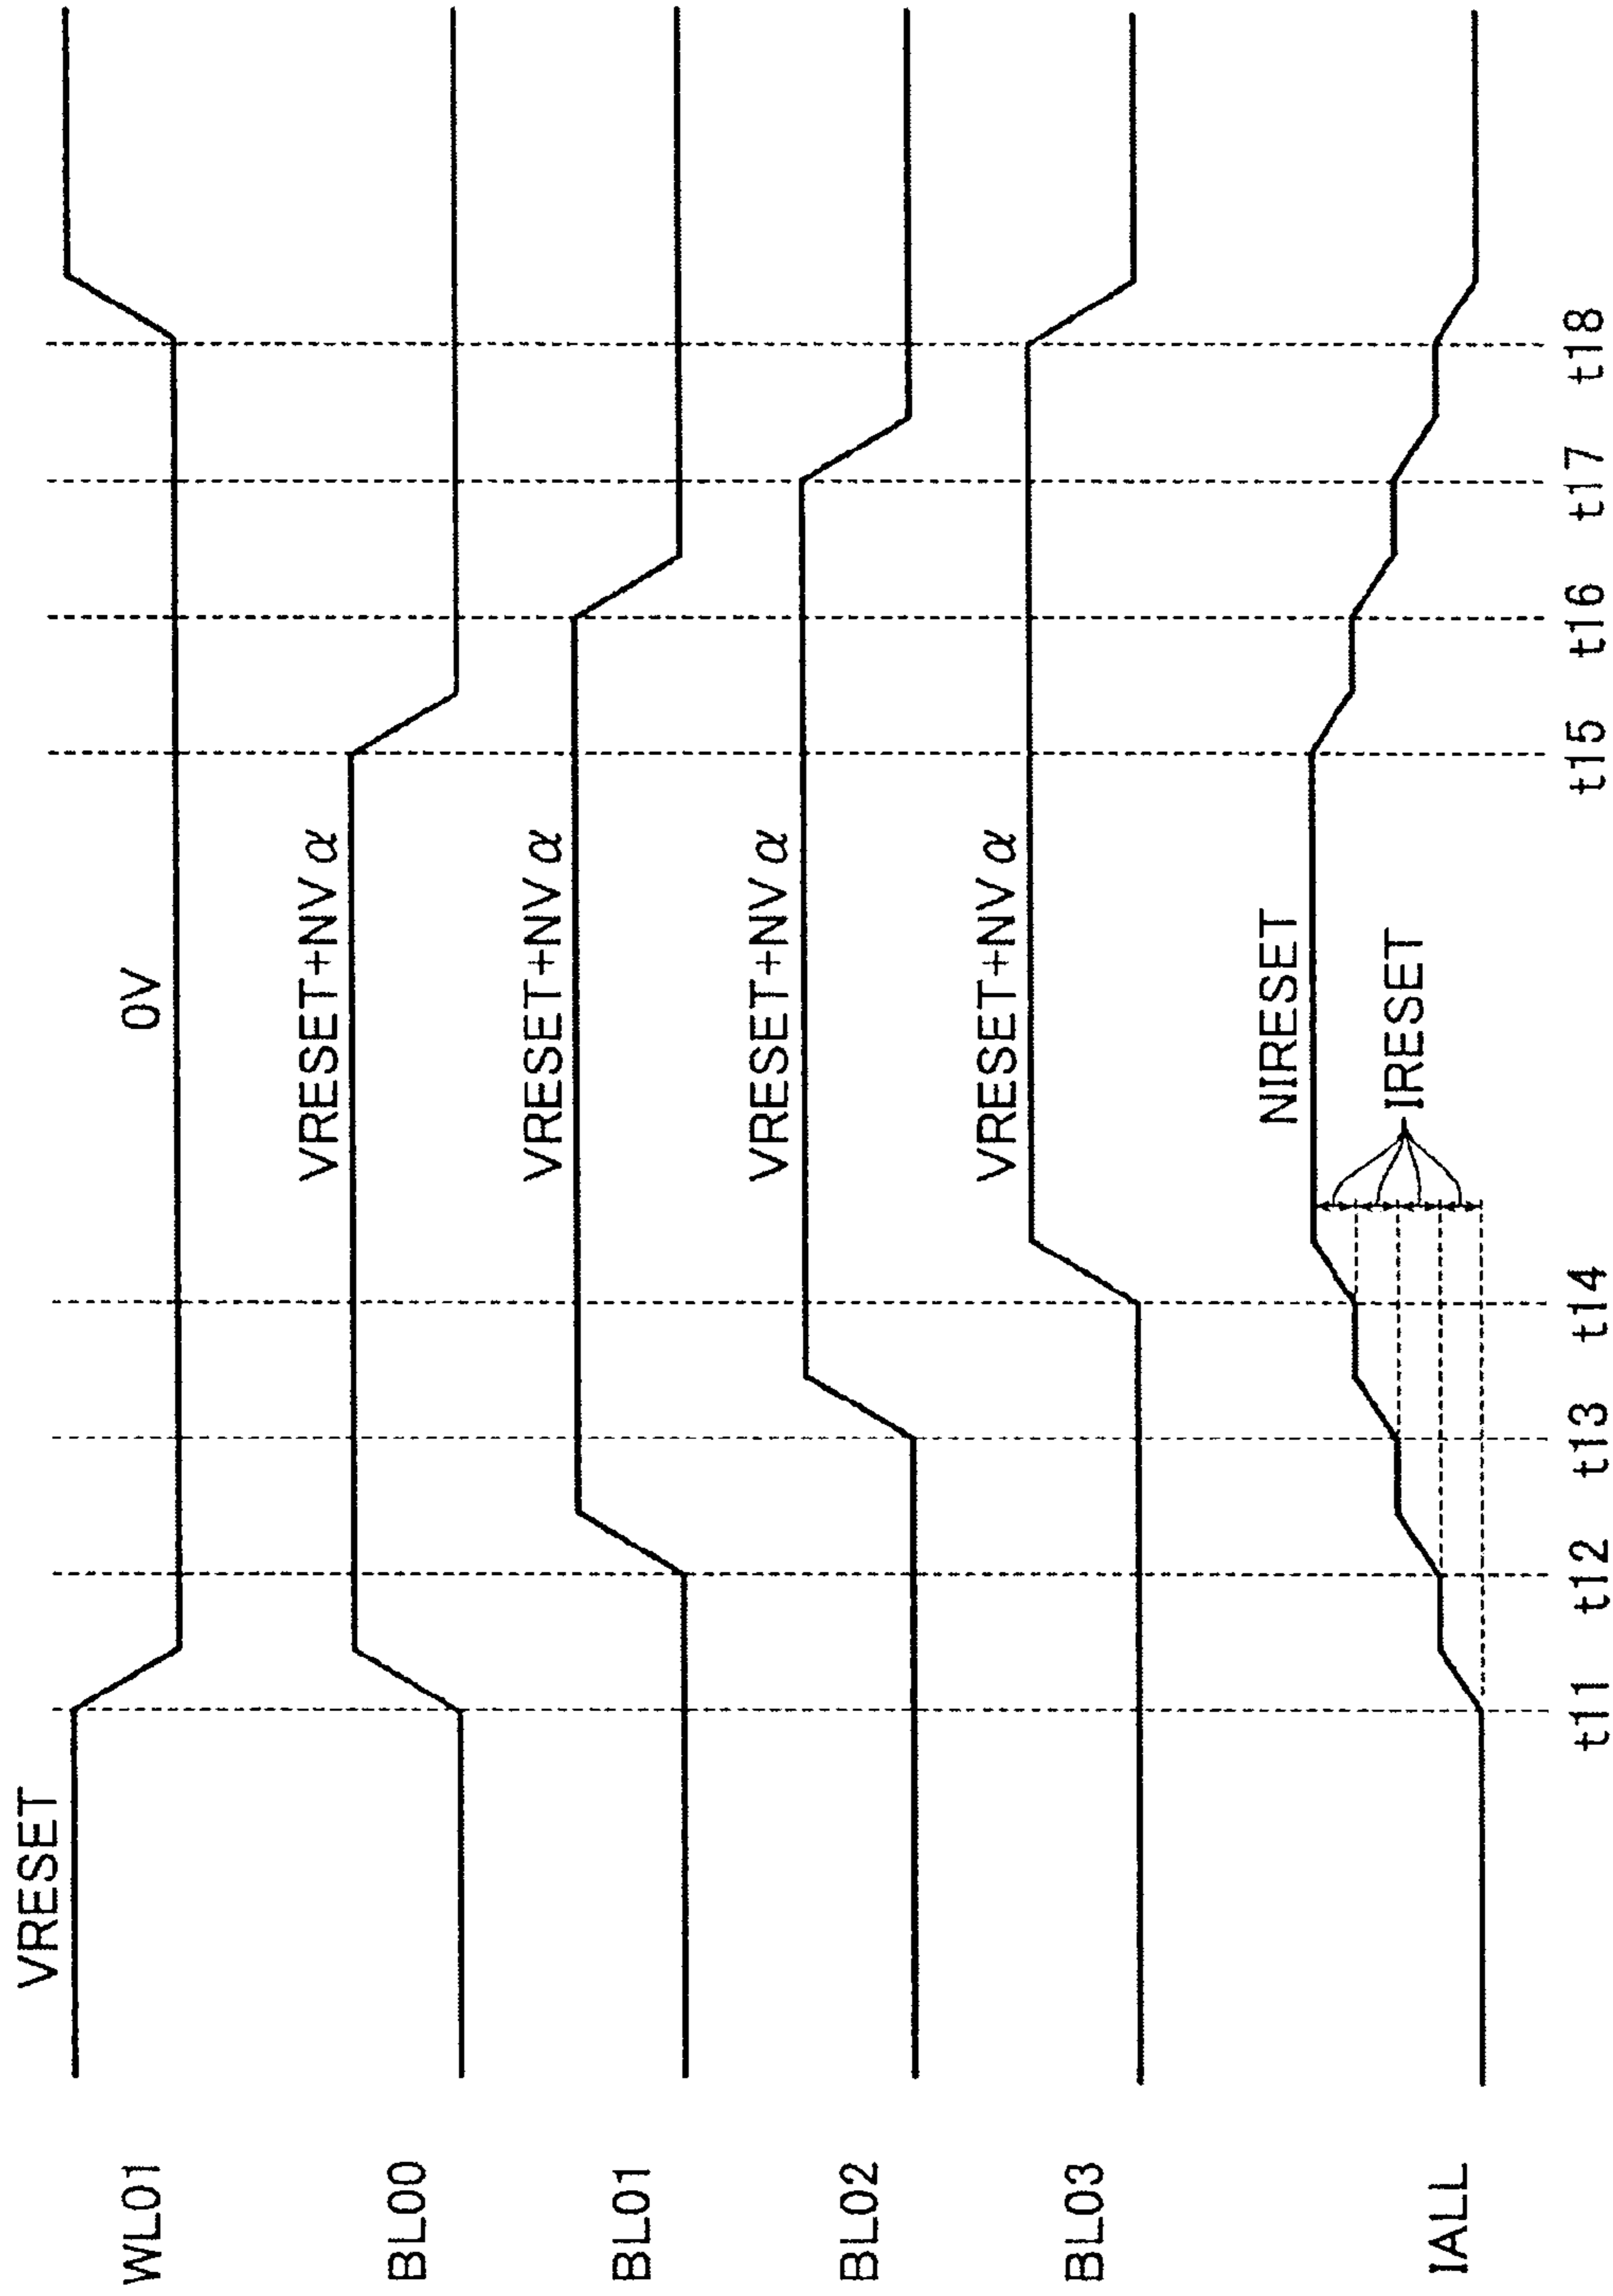 VRESET
WL01
0V
BL00
VRESET+NVα
BL01
VRESET+NVα
BL02
VRESET+NVα
BL03
VRESET+NVα
NIRESET
IRESET
IALL
t11 t12 t13 t14 t15 t16 t17 t18